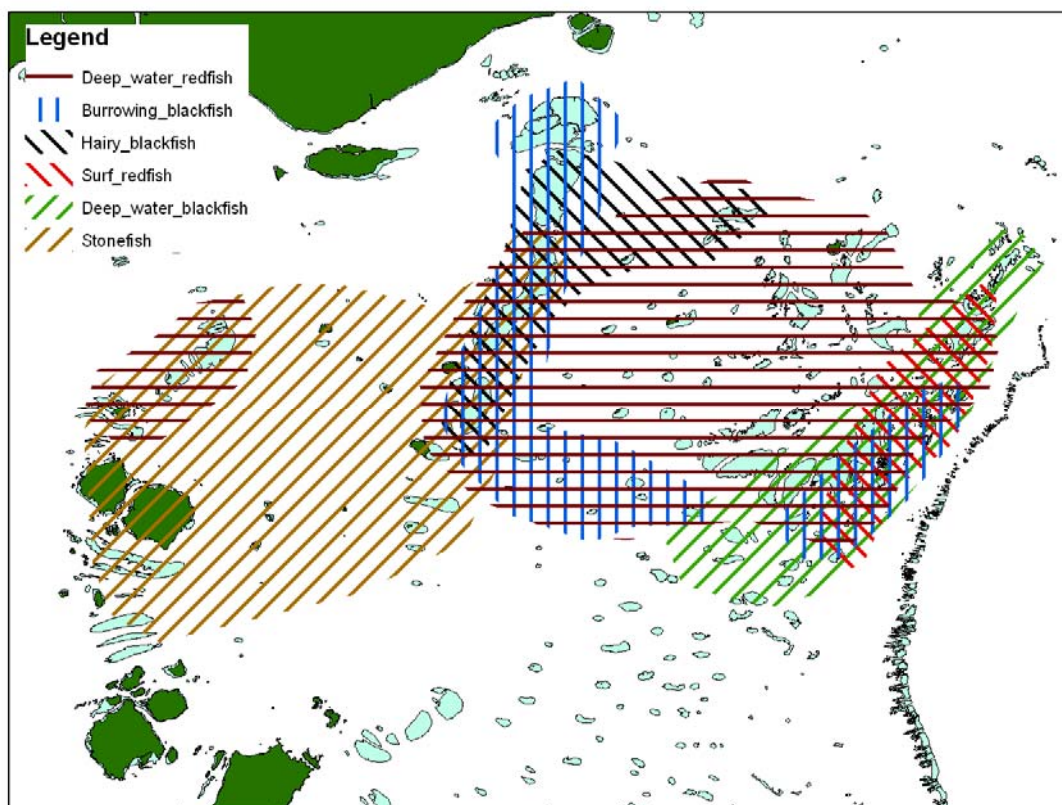 Legend
Deep_water_redfish
Burrowing_blackfish
Hairy_blackfish
Surf_redfish
Deep_water_blackfish
Stonefish